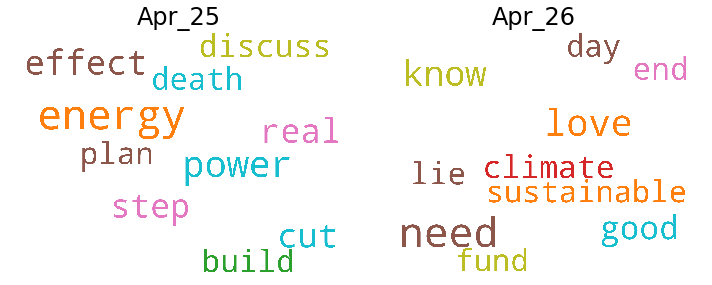 Apr_25
discuss
effect
death
energy
real
plan
power
step
cut
build
Apr_26
day
know
end
love
climate
lie
sustainable
need
good
fund